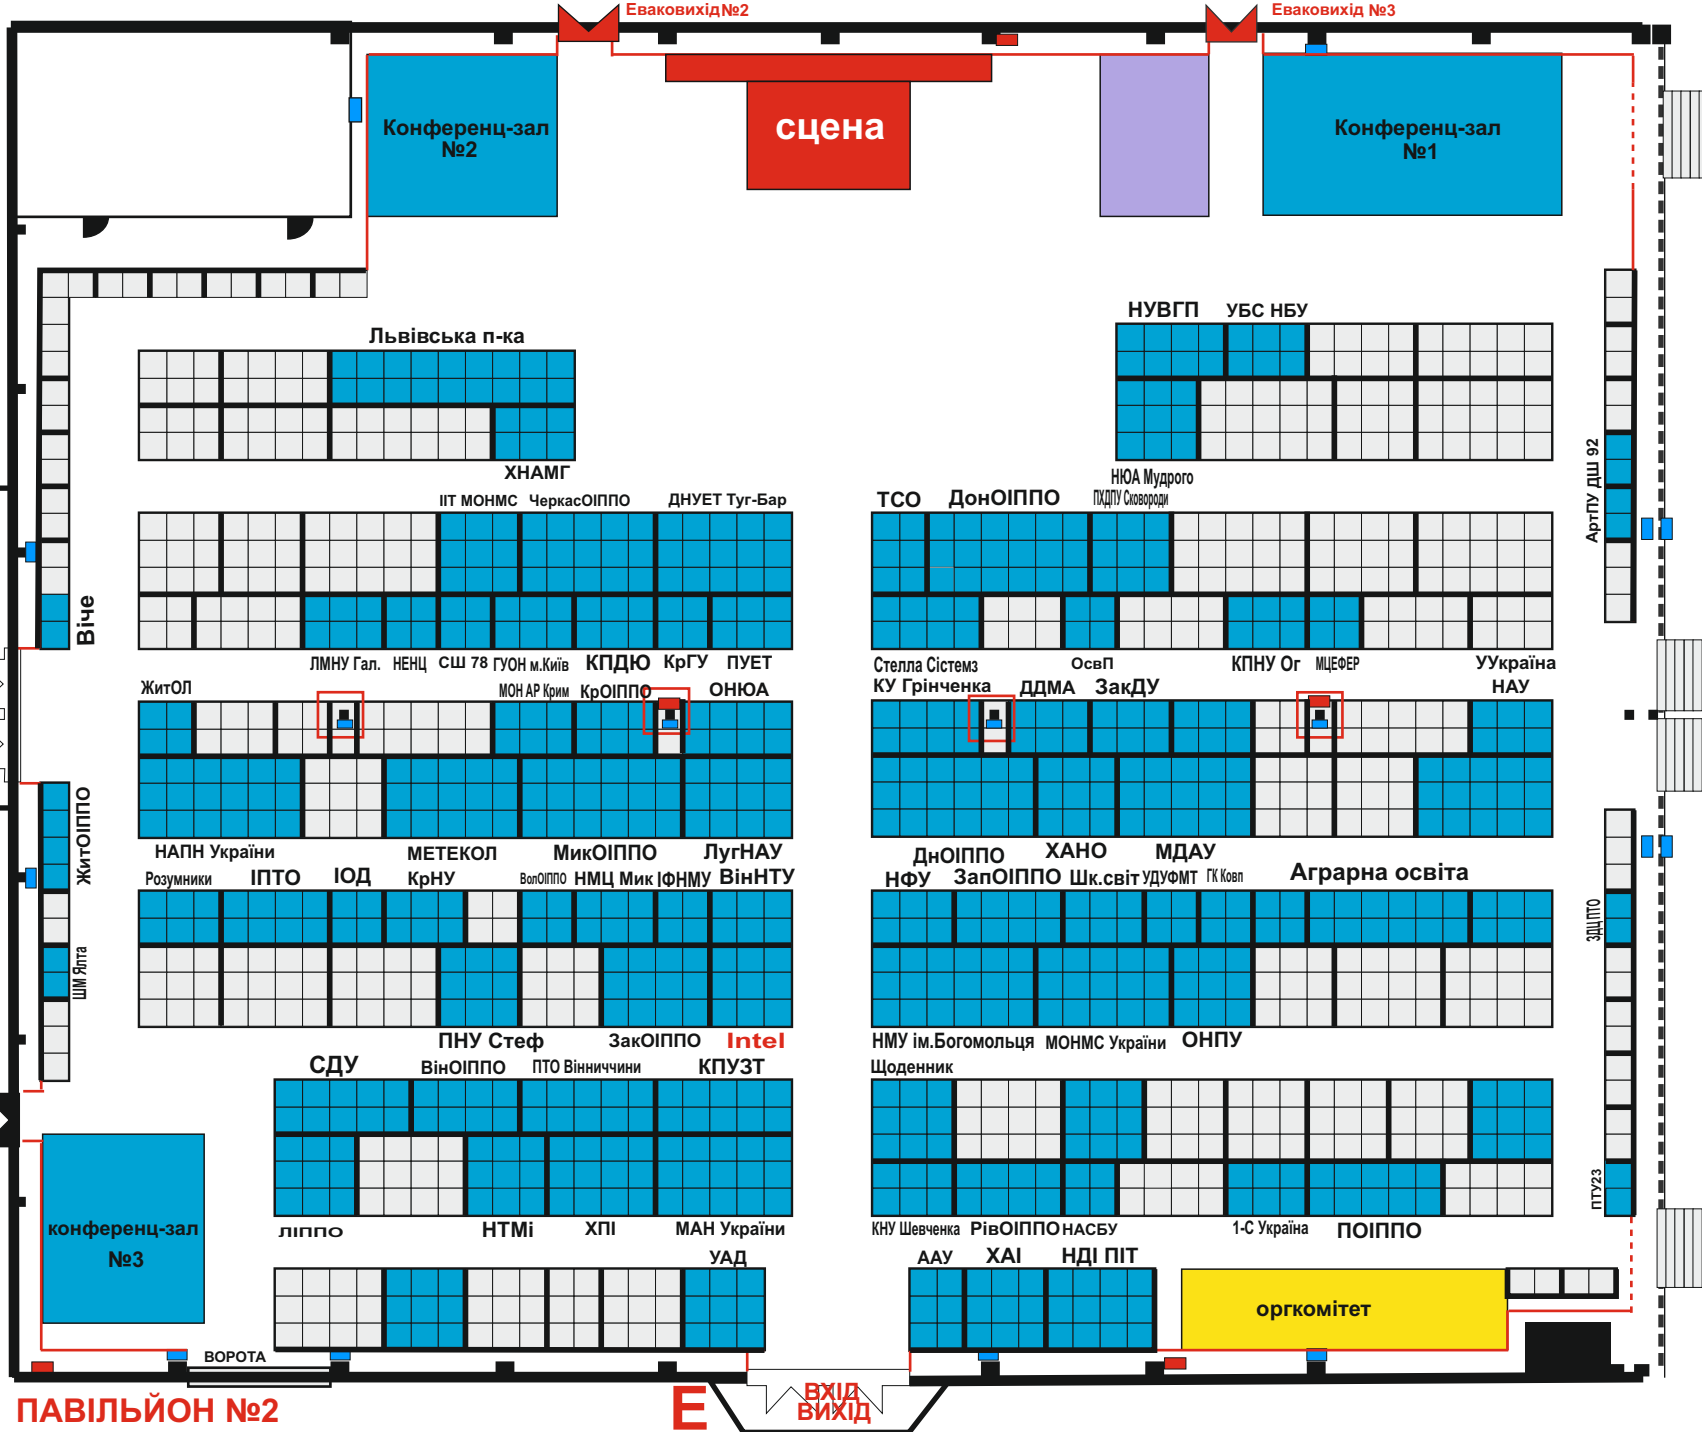 Еваковихід№2
Еваковихід №3
Конференц-зал
№2
сцена
Конференц-зал
№1
Львівська п-ка
НУВГП
УБС НБУ
ХНАМГ
НЮА Мудрого
ІІТ МОНМС
ЧеркасОІППО
ДНУЕТ Туг-Бар
ТСО
ДонОІППО
ПХДПУ Сковороди
АртПУ ДШ 92
Віче
ЛМНУ Гал.
НЕНЦ
СШ 78
ГУОН м.Київ
КПДЮ
КрГУ
ПУЕТ
Стелла Сістемз
ОсвП
КПНУ Ог
МЦЕФЕР
УУкраїна
ЖитОЛ
МОН АР Крим
КрОІППО
ОНЮА
КУ Грінченка
ДДМА
ЗакДУ
НАУ
ЖитОІППО
НАПН України
МЕТЕКОЛ
МикОІППО
ЛугНАУ
ДнОІППО
ХАНО
МДАУ
Розумники
ІПТО
ІОД
КрНУ
ВолОІППО
НМЦ Мик
ІФНМУ
ВінНТУ
НФУ
ЗапОІППО
Шк.світ
УДУФМТ
ГК Ковп
Аграрна освіта
ЗДЦ ПТО
ШМ Ялта
ПНУ Стеф
ЗакОІППО
Intel
НМУ ім.Богомольця
МОНМС України
ОНПУ
СДУ
ВінОІППО
ПТО Вінниччини
КПУЗТ
Щоденник
ПТУ23
конференц-зал
№3
ЛІППО
НТМі
ХПІ
МАН України
КНУ Шевченка
РівОІППО
НАСБУ
1-С Україна
ПОІППО
УАД
ААУ
ХАІ
НДІ ПІТ
оргкомітет
ВОРОТА
ПАВІЛЬЙОН №2
Е
ВХІД
ВИХІД